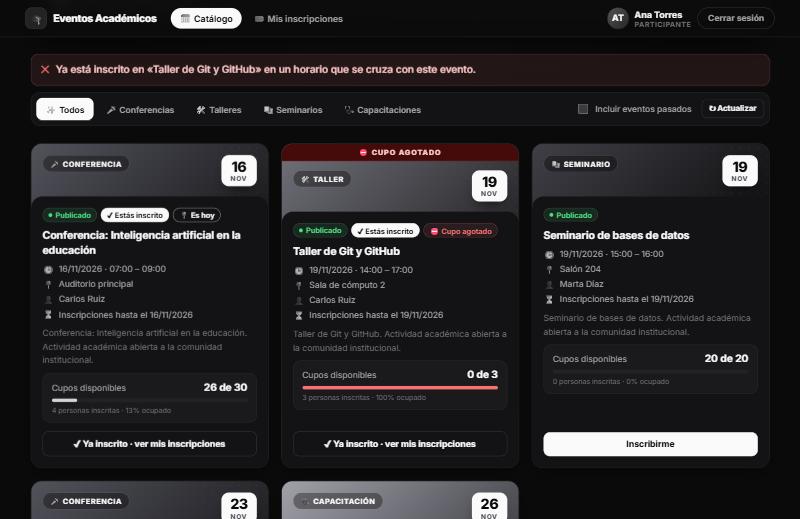 Eventos Académicos
Catálogo
Mis inscripciones
AT
Ana Torres
PARTICIPANTE
Cerrar sesión
Ya está inscrito en «Taller de Git y GitHub» en un horario que se cruza con este evento.
Todos
Conferencias
Talleres
Seminarios
Capacitaciones
Incluir eventos pasados
Actualizar
CONFERENCIA
16
NOV
Publicado
Estás inscrito
Es hoy
Conferencia: Inteligencia artificial en la
educación
16/11/2026 · 07:00 – 09:00
Auditorio principal
Carlos Ruiz
Inscripciones hasta el 16/11/2026
Conferencia: Inteligencia artificial en la educación.
Actividad académica abierta a la comunidad
institucional.
Cupos disponibles
26 de 30
4 personas inscritas · 13% ocupado
Ya inscrito · ver mis inscripciones
CUPO AGOTADO
TALLER
19
NOV
Publicado
Estás inscrito
Cupo agotado
Taller de Git y GitHub
19/11/2026 · 14:00 – 17:00
Sala de cómputo 2
Carlos Ruiz
Inscripciones hasta el 19/11/2026
Taller de Git y GitHub. Actividad académica abierta a
la comunidad institucional.
Cupos disponibles
0 de 3
3 personas inscritas · 100% ocupado
Ya inscrito · ver mis inscripciones
SEMINARIO
19
NOV
Publicado
Seminario de bases de datos
19/11/2026 · 15:00 – 16:00
Salón 204
Marta Díaz
Inscripciones hasta el 19/11/2026
Seminario de bases de datos. Actividad académica
abierta a la comunidad institucional.
Cupos disponibles
20 de 20
0 personas inscritas · 0% ocupado
Inscribirme
CONFERENCIA
23
NOV
CAPACITACIÓN
26
NOV